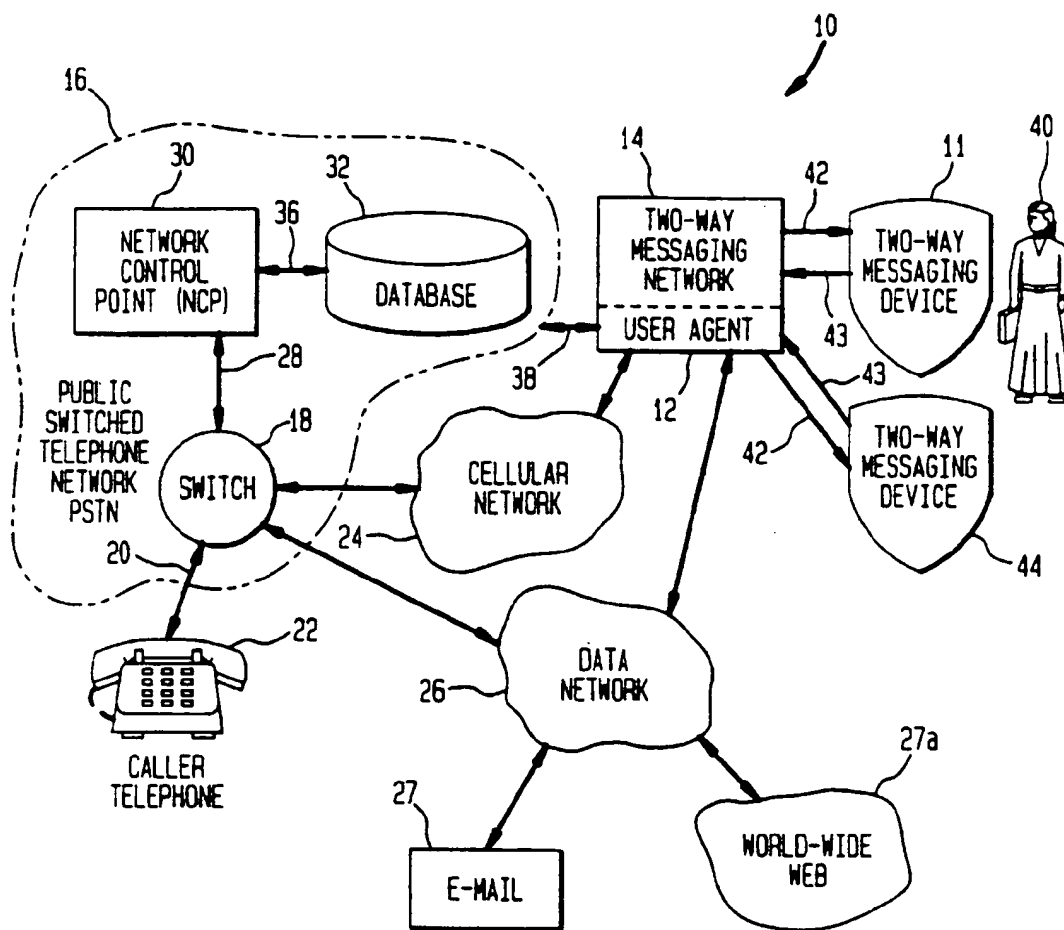 10
16
40
30
32
14
42
11
36
NETWORK
CONTROL
POINT (NCP)
DATABASE
TWO-WAY
MESSAGING
NETWORK
USER AGENT
TWO-WAY
MESSAGING
DEVICE
43
38
28
12
43
42
PUBLIC
SWITCHED
TELEPHONE
NETWORK
PSTN
18
SWITCH
CELLULAR
NETWORK
24
TWO-WAY
MESSAGING
DEVICE
44
20
22
26
DATA
NETWORK
CALLER
TELEPHONE
27
27a
E-MAIL
WORLD-WIDE
WEB